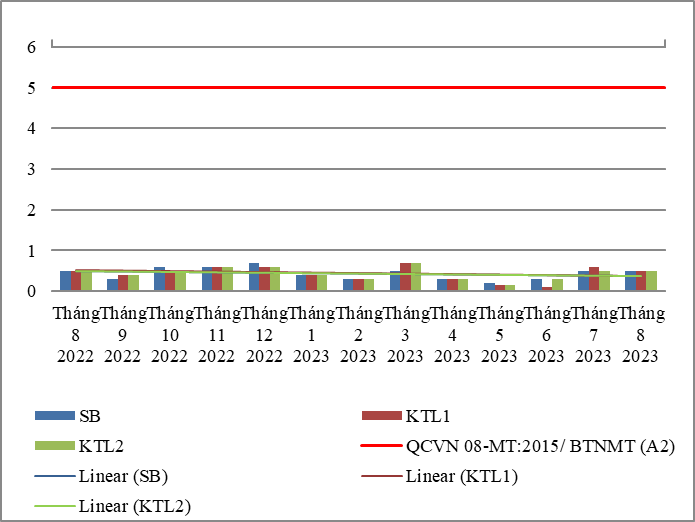 6
5
4
3
2
1
0
Tháng Tháng Tháng Tháng Tháng Tháng Tháng Tháng Tháng Tháng Tháng Tháng Tháng
8 9 10 11 12 1 2 3 4 5 6 7 8
2022 2022 2022 2022 2022 2023 2023 2023 2023 2023 2023 2023 2023
SB KTL1
KTL2 QCVN 08-MT:2015/ BTNMT (A2)
Linear (SB) Linear (KTL1)
Linear (KTL2)